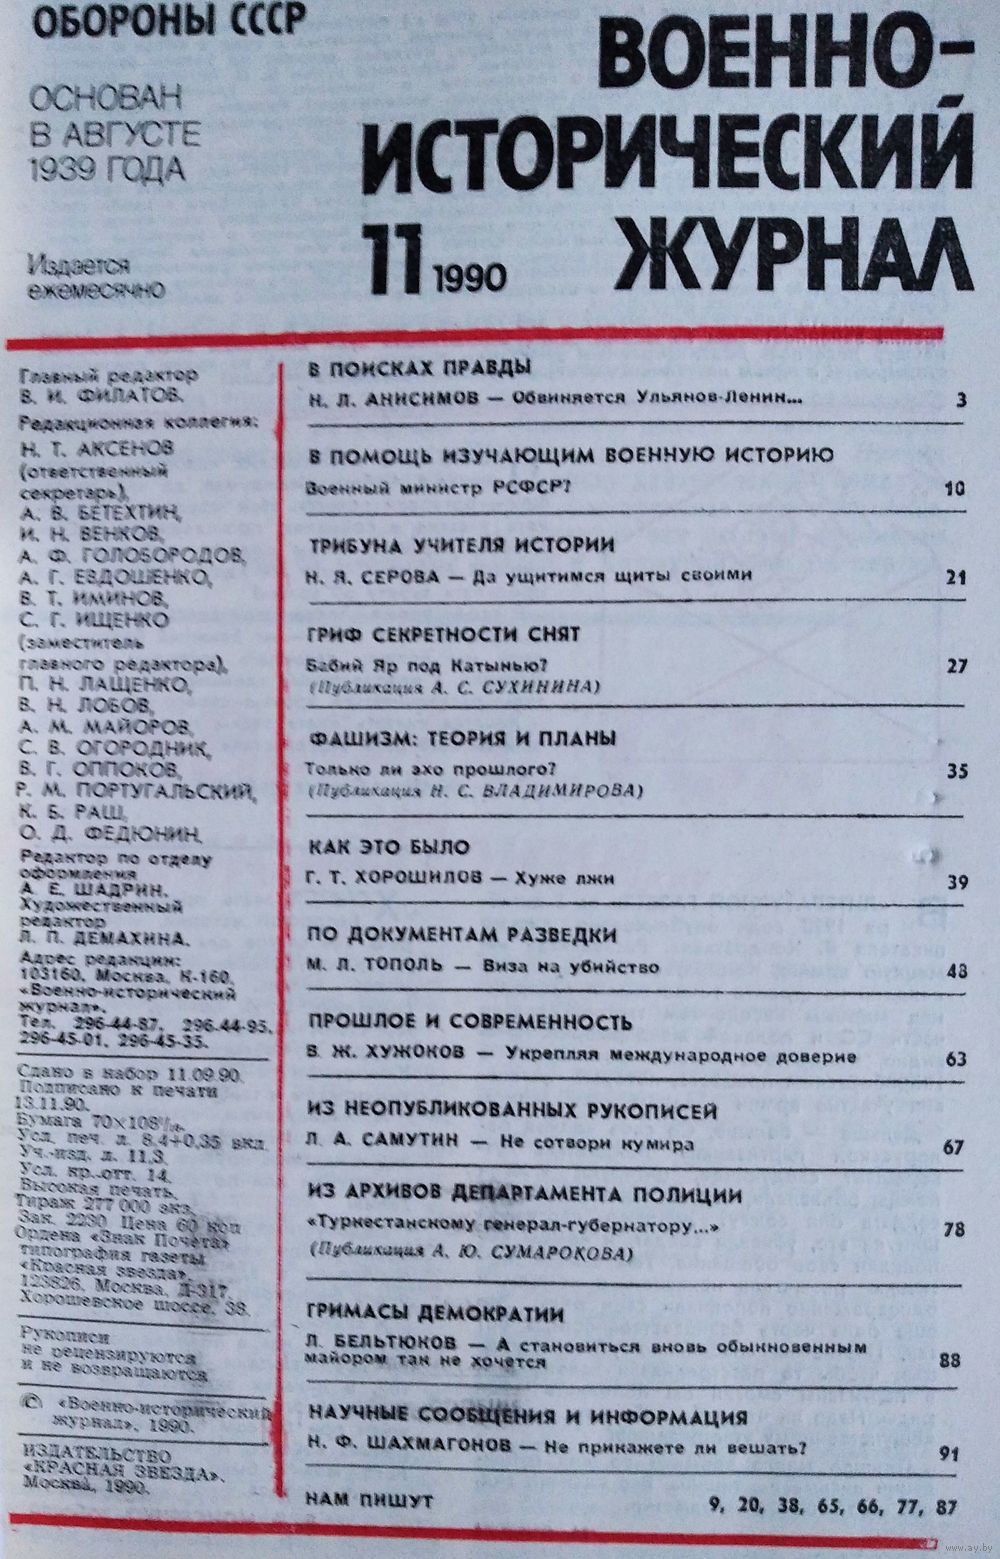 ОБОРОНЫ СССР
ОСНОВАН
В АВГУСТЕ
1939 ГОДА
Издается
ежемесячно
ВОЕННО-
ИСТОРИЧЕСКИЙ
ЖУРНАЛ
11 1990
Главный редактор
В. И. ФИЛАТОВ.
Редакционная коллегия:
Н. Т. АКСЕНОВ
(ответственный
секретарь),
А. В. БЕТЕХТИН,
И. Н. ВЕНКОВ,
А. Ф. ГОЛОБОРОДОВ,
А. Г. ЕВДОШЕНКО,
В. Т. ИМИНОВ,
С. Г. ИЩЕНКО
(заместитель
главного редактора),
П. Н. ЛАЩЕНКО,
В. Н. ЛОБОВ,
А. М. МАЙОРОВ,
С. В. ОГОРОДНИК,
В. Г. ОППОКОВ,
Р. М. ПОРТУГАЛЬСКИЙ,
К. Б. РАШ,
О. Д. ФЕДЮНИН.
Редактор по отделу
оформления
А. Е. ШАДРИН.
Художественный
редактор
Л. П. ДЕМАХИНА.
Адрес редакции:
103160, Москва, К-160,
«Военно-исторический
журнал».
Тел. 296-44-87, 296-44-95,
296-45-01, 296-45-35.
Сдано в набор 11.09.90.
Подписано к печати
13.11.90.
Бумага 70×108¹/₁₆.
Усл. печ. л. 8,4+0,35 вкл.
Уч.-изд. л. 11,3.
Усл. кр.-отт. 14.
Высокая печать.
Тираж 277 000 экз.
Зак. 2230 Цена 60 коп
Ордена «Знак Почета»
типография газеты
«Красная звезда».
123826, Москва, Д-317,
Хорошевское шоссе, 38.
Рукописи
не рецензируются
и не возвращаются
© «Военно-исторический
журнал», 1990.
ИЗДАТЕЛЬСТВО
«КРАСНАЯ ЗВЕЗДА».
Москва, 1990.
В ПОИСКАХ ПРАВДЫ
Н. Л. АНИСИМОВ — Обвиняется Ульянов-Ленин... 3
В ПОМОЩЬ ИЗУЧАЮЩИМ ВОЕННУЮ ИСТОРИЮ
Военный министр РСФСР? 10
ТРИБУНА УЧИТЕЛЯ ИСТОРИИ
Н. Я. СЕРОВА — Да ущитимся щиты своими 21
ГРИФ СЕКРЕТНОСТИ СНЯТ
Бабий Яр под Катынью? 27
(Публикация А. С. СУХИНИНА)
ФАШИЗМ: ТЕОРИЯ И ПЛАНЫ
Только ли эхо прошлого? 35
(Публикация Н. С. ВЛАДИМИРОВА)
КАК ЭТО БЫЛО
Г. Т. ХОРОШИЛОВ — Хуже лжи 39
ПО ДОКУМЕНТАМ РАЗВЕДКИ
М. Л. ТОПОЛЬ — Виза на убийство 48
ПРОШЛОЕ И СОВРЕМЕННОСТЬ
В. Ж. ХУЖОКОВ — Укрепляя международное доверие 63
ИЗ НЕОПУБЛИКОВАННЫХ РУКОПИСЕЙ
Л. А. САМУТИН — Не сотвори кумира 67
ИЗ АРХИВОВ ДЕПАРТАМЕНТА ПОЛИЦИИ
«Туркестанскому генерал-губернатору...» 78
(Публикация А. Ю. СУМАРОКОВА)
ГРИМАСЫ ДЕМОКРАТИИ
Л. БЕЛЬТЮКОВ — А становиться вновь обыкновенным
майором так не хочется 88
НАУЧНЫЕ СООБЩЕНИЯ И ИНФОРМАЦИЯ
Н. Ф. ШАХМАГОНОВ — Не прикажете ли вешать? 91
НАМ ПИШУТ 9, 20, 38, 65, 66, 77, 87
www.ay.by